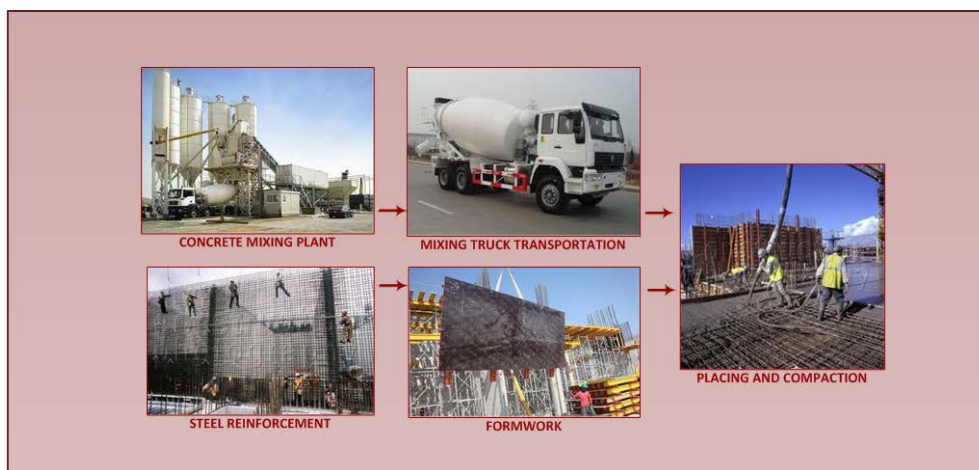 CONCRETE MIXING PLANT
MIXING TRUCK TRANSPORTATION
STEEL REINFORCEMENT
FORMWORK
PLACING AND COMPACTION